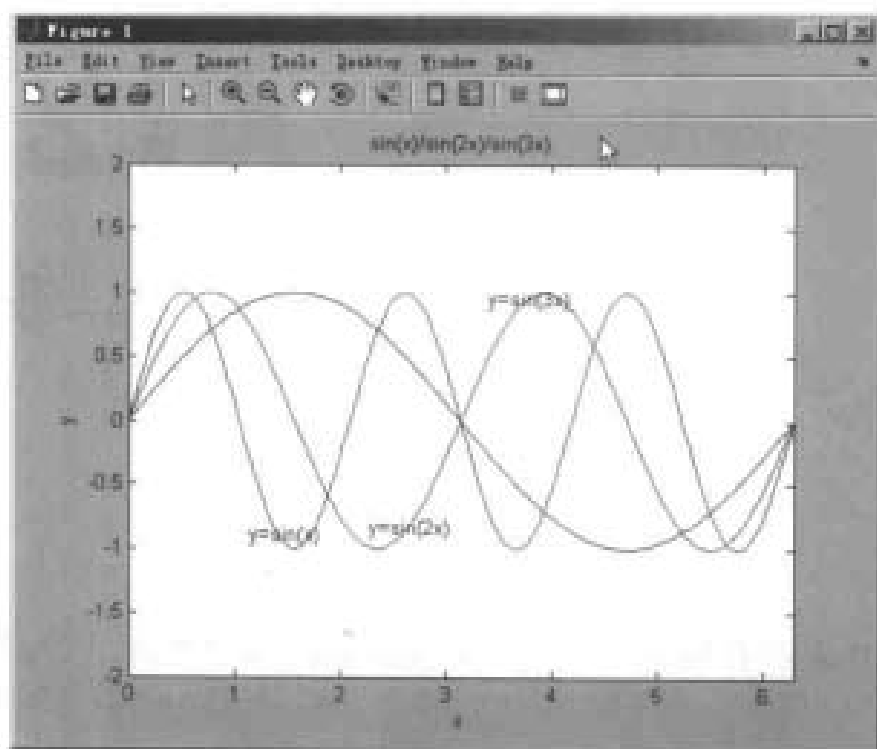 Figure 1
File Edit View Insert Tools Desktop Window Help
sin(x)/sin(2x)/sin(3x)
2
1.5
1
0.5
0
-0.5
-1
-1.5
-2
y
y=sin(3x)
y=sin(x)
y=sin(2x)
0 1 2 3 4 5 6
x